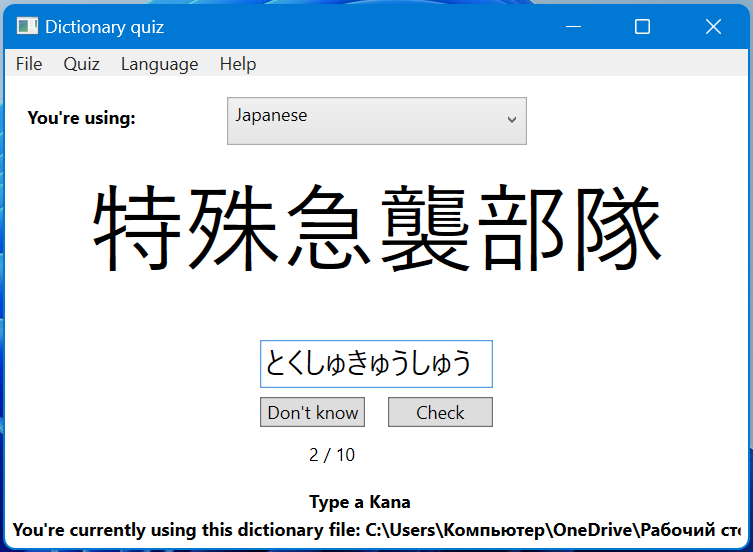 Dictionary quiz
File Quiz Language Help
You're using: Japanese
特殊急襲部隊
とくしゅきゅうしゅう
Don't know Check
2 / 10
Type a Kana
You're currently using this dictionary file: C:\Users\Компьютер\OneDrive\Рабочий сто